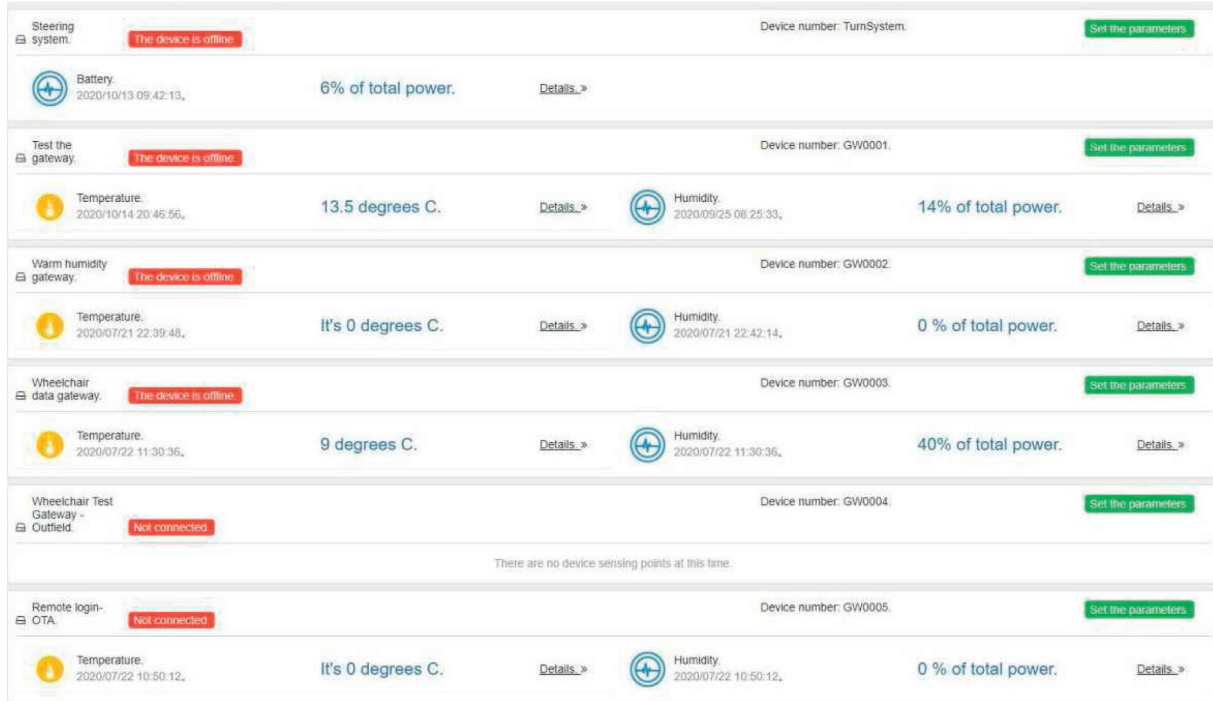 Steering
system.
The device is offline.
Device number: TurnSystem.
Set the parameters
Battery.
2020/10/13 09:42:13。
6% of total power.
Details. »
Test the
gateway.
The device is offline.
Device number: GW0001.
Set the parameters
Temperature.
2020/10/14 20:46:56。
13.5 degrees C.
Details. »
Humidity.
2020/09/25 08:25:33。
14% of total power.
Details. »
Warm humidity
gateway.
The device is offline.
Device number: GW0002.
Set the parameters
Temperature.
2020/07/21 22:39:48。
It's 0 degrees C.
Details. »
Humidity.
2020/07/21 22:42:14。
0 % of total power.
Details. »
Wheelchair
data gateway.
The device is offline.
Device number: GW0003.
Set the parameters
Temperature.
2020/07/22 11:30:36。
9 degrees C.
Details. »
Humidity.
2020/07/22 11:30:36。
40% of total power.
Details. »
Wheelchair Test
Gateway -
Outfield.
Not connected.
Device number: GW0004.
Set the parameters
There are no device sensing points at this time.
Remote login-
OTA.
Not connected.
Device number: GW0005.
Set the parameters
Temperature.
2020/07/22 10:50:12。
It's 0 degrees C.
Details. »
Humidity.
2020/07/22 10:50:12。
0 % of total power.
Details. »